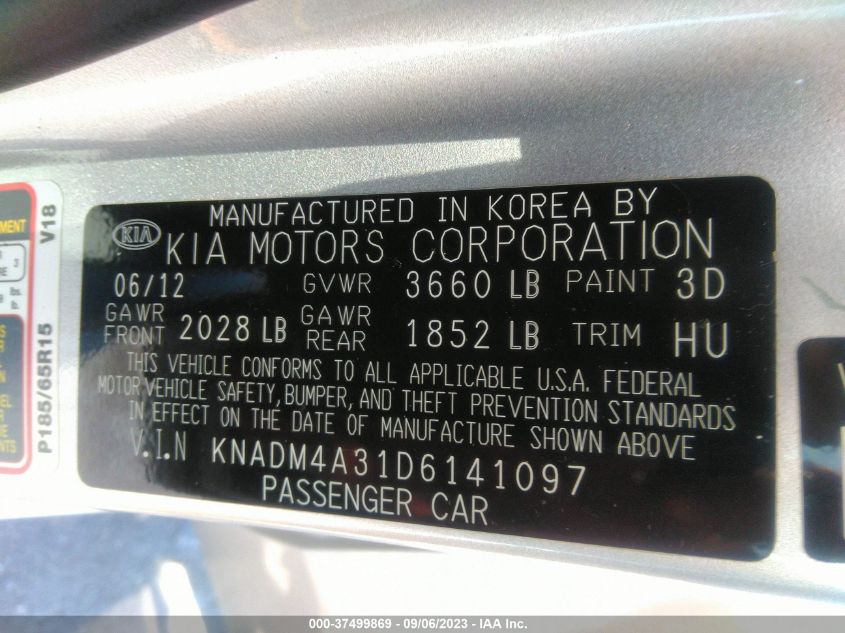 MANUFACTURED IN KOREA BY
KIA KIA MOTORS CORPORATION
06/12 GVWR 3660 LB PAINT 3D
GAWR FRONT 2028 LB GAWR REAR 1852 LB TRIM HU
THIS VEHICLE CONFORMS TO ALL APPLICABLE U.S.A. FEDERAL
MOTOR VEHICLE SAFETY, BUMPER, AND THEFT PREVENTION STANDARDS
IN EFFECT ON THE DATE OF MANUFACTURE SHOWN ABOVE
V.I.N KNADM4A31D6141097
PASSENGER CAR
P185/65R15 V18
000-37499869 - 09/06/2023 - IAA Inc.